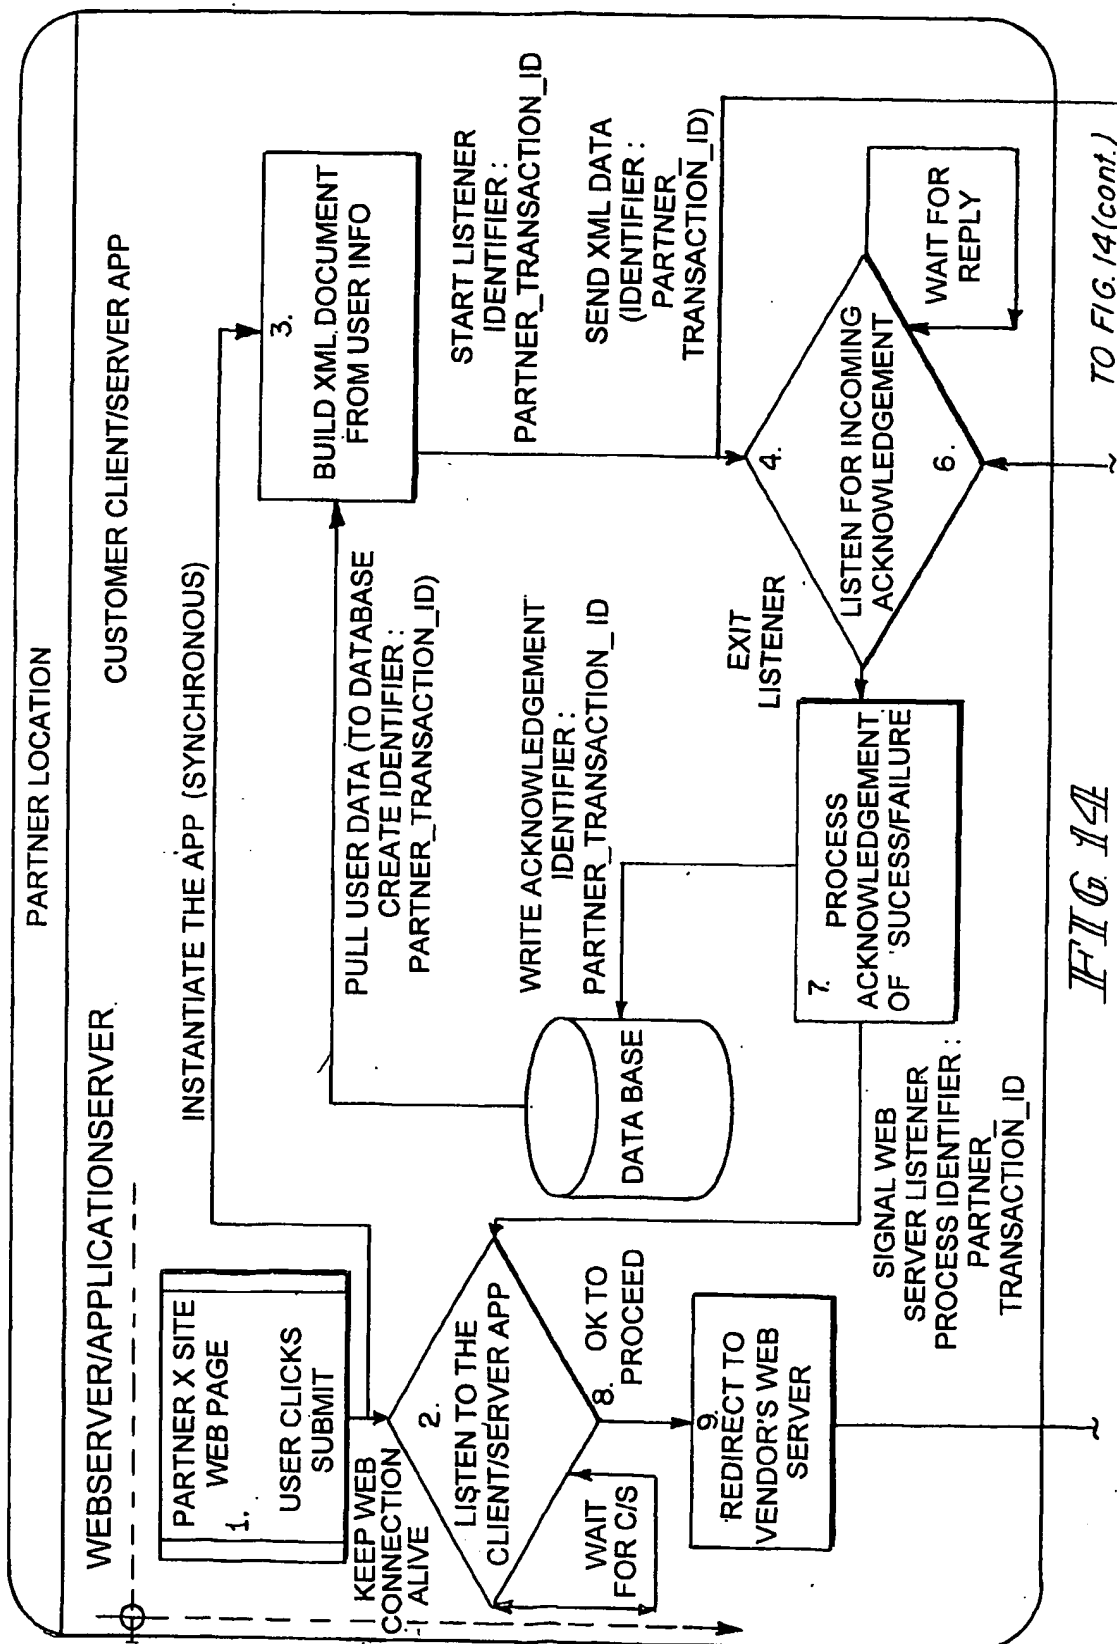 PARTNER LOCATION
WEBSERVER/APPLICATIONSERVER
CUSTOMER CLIENT/SERVER APP
INSTANTIATE THE APP (SYNCHRONOUS)
PARTNER X SITE
WEB PAGE
1.
USER CLICKS
SUBMIT
KEEP WEB
CONNECTION
ALIVE
2.
LISTEN TO THE
CLIENT/SERVER APP
WAIT
FOR C/S
8. OK TO
PROCEED
9.
REDIRECT TO
VENDOR'S WEB
SERVER
3.
BUILD XML DOCUMENT
FROM USER INFO
PULL USER DATA (TO DATABASE
CREATE IDENTIFIER :
PARTNER_TRANSACTION_ID)
START LISTENER
IDENTIFIER :
PARTNER_TRANSACTION_ID
SEND XML DATA
(IDENTIFIER :
PARTNER_
TRANSACTION_ID)
WRITE ACKNOWLEDGEMENT
IDENTIFIER :
PARTNER_TRANSACTION_ID
DATA BASE
4.
LISTEN FOR INCOMING
ACKNOWLEDGEMENT
6.
WAIT FOR
REPLY
EXIT
LISTENER
PROCESS
7. ACKNOWLEDGEMENT
OF SUCESS/FAILURE
SIGNAL WEB
SERVER LISTENER
PROCESS IDENTIFIER :
PARTNER_
TRANSACTION_ID
TO FIG. 14 (cont.)
FIG. 14